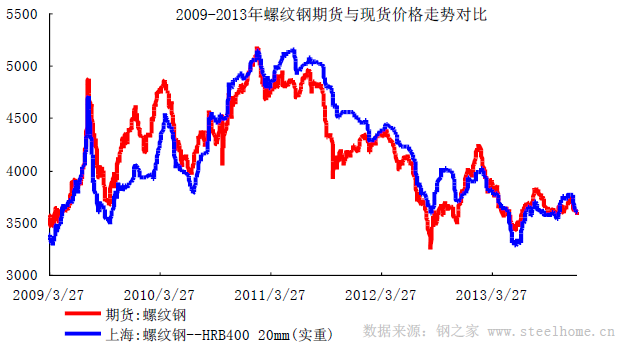 2009-2013年螺纹钢期货与现货价格走势对比
5500
5000
4500
4000
3500
3000
2009/3/27 2010/3/27 2011/3/27 2012/3/27 2013/3/27
期货:螺纹钢
上海:螺纹钢--HRB400 20mm(实重)
数据来源: 钢之家 www.steelhome.cn